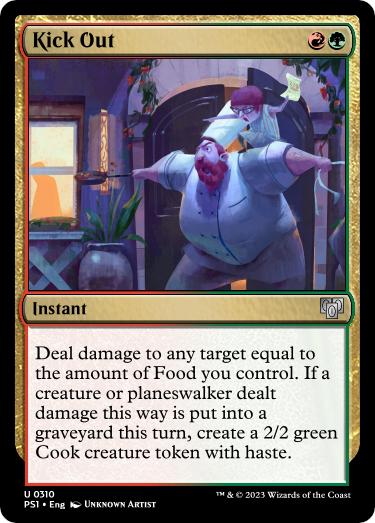 Kick Out
Instant
Deal damage to any target equal to
the amount of Food you control. If a
creature or planeswalker dealt
damage this way is put into a
graveyard this turn, create a 2/2 green
Cook creature token with haste.
U 0310
PS1 • Eng Unknown Artist
™ & © 2023 Wizards of the Coast